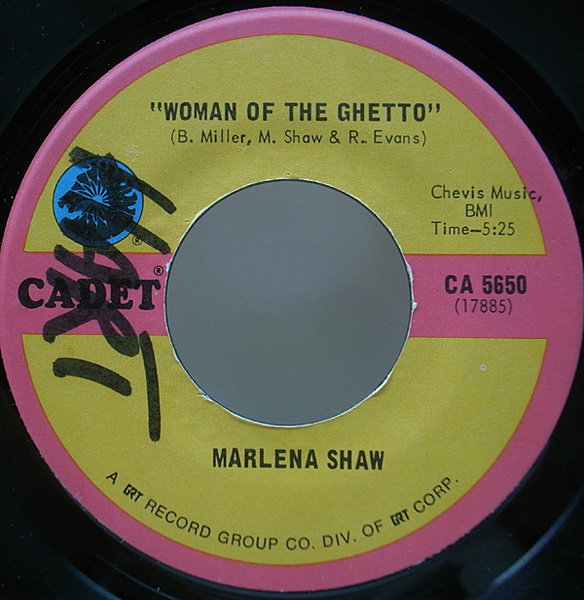 "WOMAN OF THE GHETTO"
(B. Miller, M. Shaw & R. Evans)
Chevis Music,
BMI
Time—5:25
®
CADET®
CA 5650
(17885)
MARLENA SHAW
A GRT RECORD GROUP CO. DIV. OF GRT CORP.